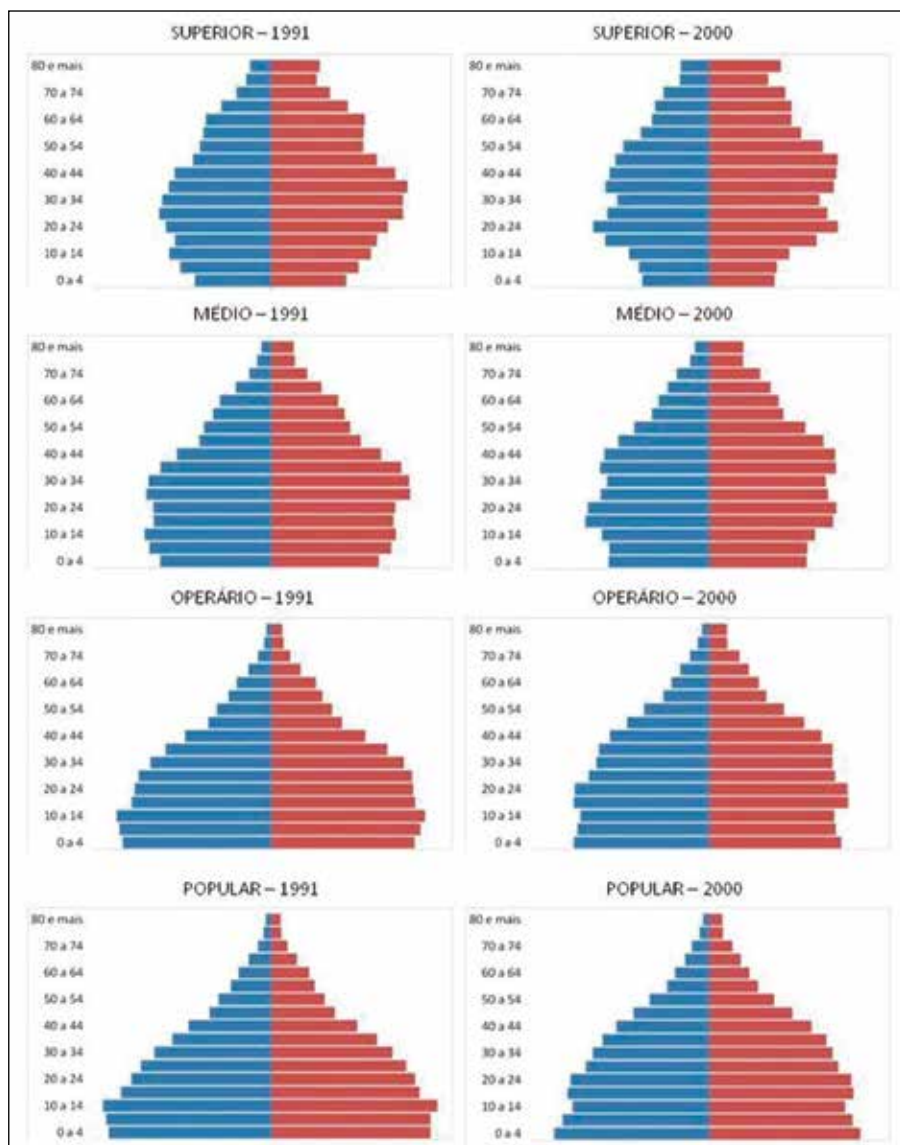 SUPERIOR – 1991
80 e mais
70 a 74
60 a 64
50 a 54
40 a 44
30 a 34
20 a 24
10 a 14
0 a 4
SUPERIOR – 2000
80 e mais
70 a 74
60 a 64
50 a 54
40 a 44
30 a 34
20 a 24
10 a 14
0 a 4
MÉDIO – 1991
80 e mais
70 a 74
60 a 64
50 a 54
40 a 44
30 a 34
20 a 24
10 a 14
0 a 4
MÉDIO – 2000
80 e mais
70 a 74
60 a 64
50 a 54
40 a 44
30 a 34
20 a 24
10 a 14
0 a 4
OPERÁRIO – 1991
80 e mais
70 a 74
60 a 64
50 a 54
40 a 44
30 a 34
20 a 24
10 a 14
0 a 4
OPERÁRIO – 2000
80 e mais
70 a 74
60 a 64
50 a 54
40 a 44
30 a 34
20 a 24
10 a 14
0 a 4
POPULAR – 1991
80 e mais
70 a 74
60 a 64
50 a 54
40 a 44
30 a 34
20 a 24
10 a 14
0 a 4
POPULAR – 2000
80 e mais
70 a 74
60 a 64
50 a 54
40 a 44
30 a 34
20 a 24
10 a 14
0 a 4